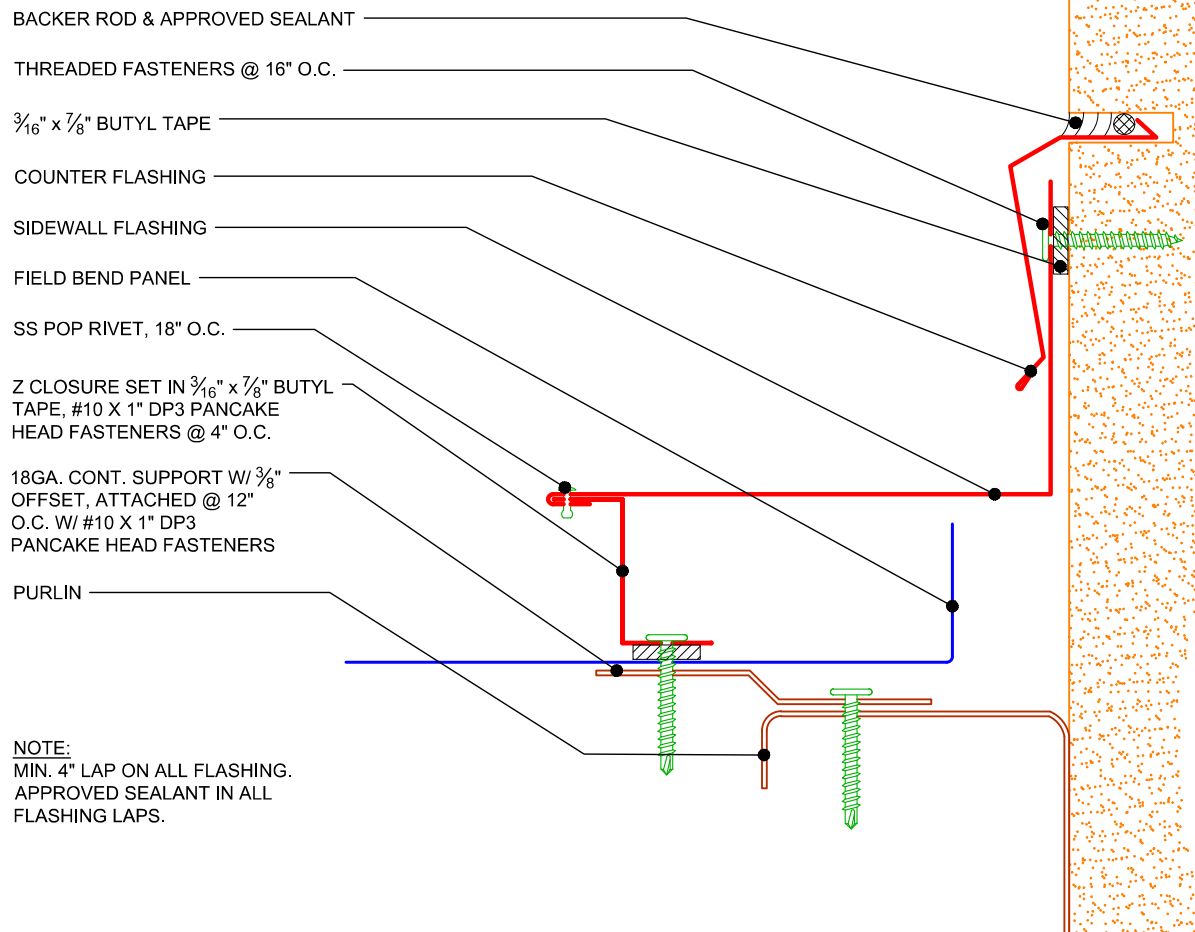 BACKER ROD & APPROVED SEALANT
THREADED FASTENERS @ 16" O.C.
3/16" x 7/8" BUTYL TAPE
COUNTER FLASHING
SIDEWALL FLASHING
FIELD BEND PANEL
SS POP RIVET, 18" O.C.
Z CLOSURE SET IN 3/16" x 7/8" BUTYL
TAPE, #10 X 1" DP3 PANCAKE
HEAD FASTENERS @ 4" O.C.
18GA. CONT. SUPPORT W/ 3/8"
OFFSET, ATTACHED @ 12"
O.C. W/ #10 X 1" DP3
PANCAKE HEAD FASTENERS
PURLIN
NOTE:
MIN. 4" LAP ON ALL FLASHING.
APPROVED SEALANT IN ALL
FLASHING LAPS.